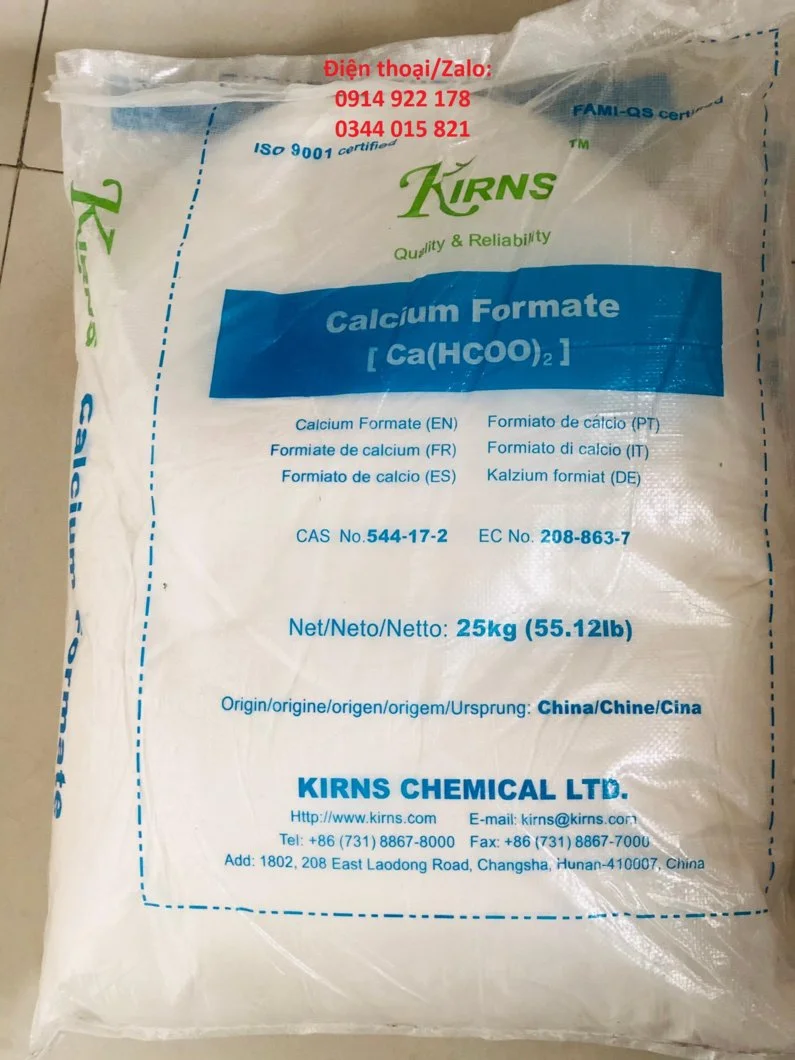 Điện thoại/Zalo:
0914 922 178
0344 015 821
FAMI-QS certified
ISO 9001 certified
KIRNS TM
Quality & Reliability
Calcium Formate
[ Ca(HCOO)₂ ]
Calcium Formate (EN) Formiato de cálcio (PT)
Formiate de calcium (FR) Formiato di calcio (IT)
Formiato de calcio (ES) Kalzium formiat (DE)
CAS No.544-17-2 EC No. 208-863-7
Net/Neto/Netto: 25kg (55.12lb)
Origin/origine/origen/origem/Ursprung: China/Chine/Cina
KIRNS CHEMICAL LTD.
Http://www.kirns.com E-mail: kirns@kirns.com
Tel: +86 (731) 8867-8000 Fax: +86 (731) 8867-7000
Add: 1802, 208 East Laodong Road, Changsha, Hunan-410007, China
KIRNS
Calcium Formate